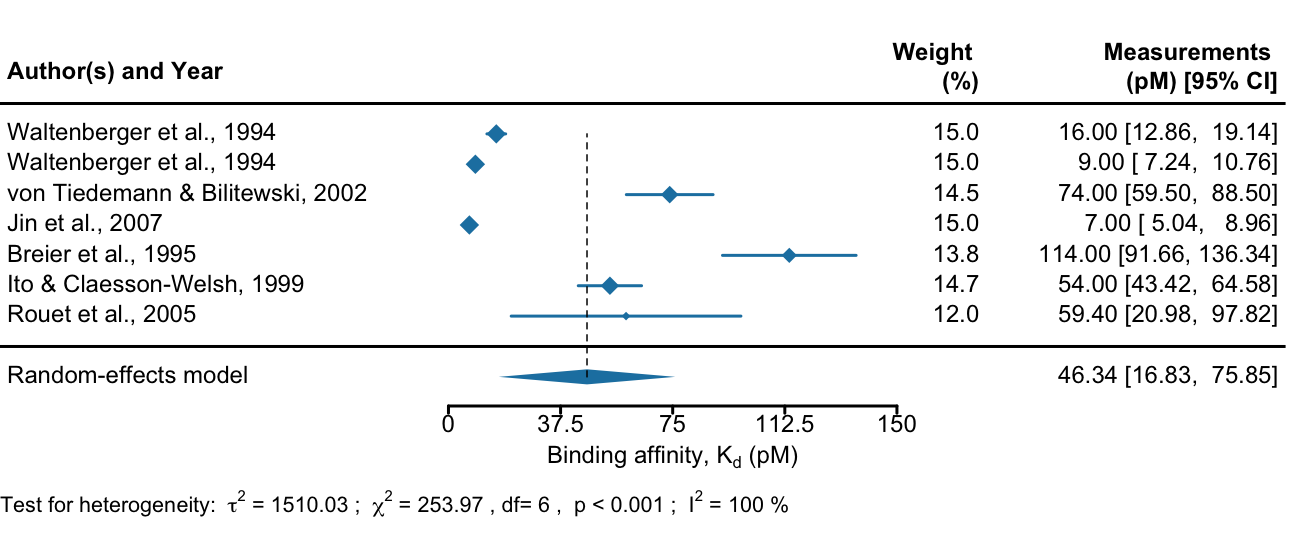 Author(s) and Year Weight (%) Measurements (pM) [95% CI]
Waltenberger et al., 1994 15.0 16.00 [12.86, 19.14]
Waltenberger et al., 1994 15.0 9.00 [ 7.24, 10.76]
von Tiedemann & Bilitewski, 2002 14.5 74.00 [59.50, 88.50]
Jin et al., 2007 15.0 7.00 [ 5.04, 8.96]
Breier et al., 1995 13.8 114.00 [91.66, 136.34]
Ito & Claesson-Welsh, 1999 14.7 54.00 [43.42, 64.58]
Rouet et al., 2005 12.0 59.40 [20.98, 97.82]
Random-effects model 46.34 [16.83, 75.85]
0 37.5 75 112.5 150
Binding affinity, Kd (pM)
Test for heterogeneity: τ² = 1510.03 ; χ² = 253.97 , df= 6 , p < 0.001 ; I² = 100 %